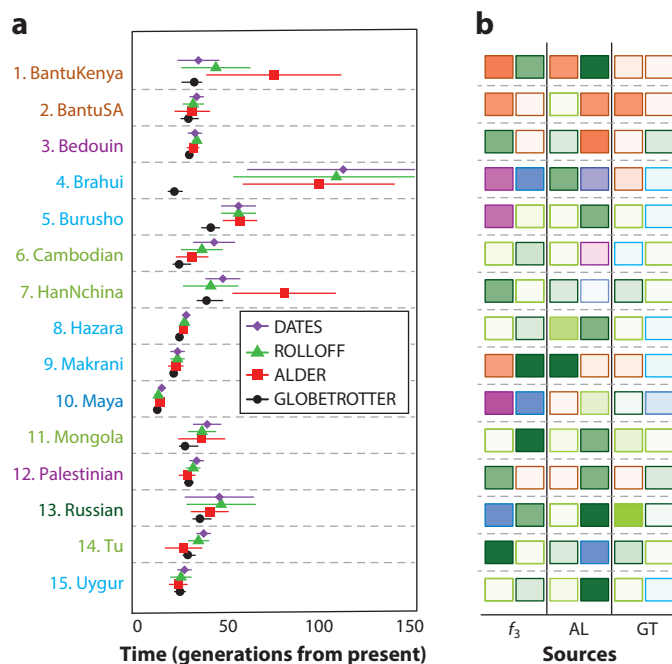 a
b
1. BantuKenya
2. BantuSA
3. Bedouin
4. Brahui
5. Burusho
6. Cambodian
7. HanNchina
8. Hazara
9. Makrani
10. Maya
11. Mongola
12. Palestinian
13. Russian
14. Tu
15. Uygur
DATES
ROLLOFF
ALDER
GLOBETROTTER
0 50 100 150
Time (generations from present)
f3 AL GT
Sources